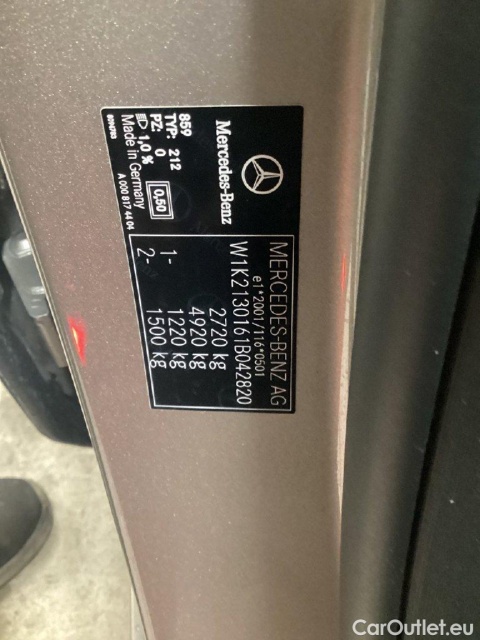 MERCEDES-BENZ AG
e1*2001/116*0501
W1K2130161B042820
2720 kg
4920 kg
1- 1220 kg
2- 1500 kg
Mercedes-Benz
859
TYP: 212
PZ: 0
1,0 %
0,50
Made in Germany
A 000 817 44 04
CarOutlet.eu